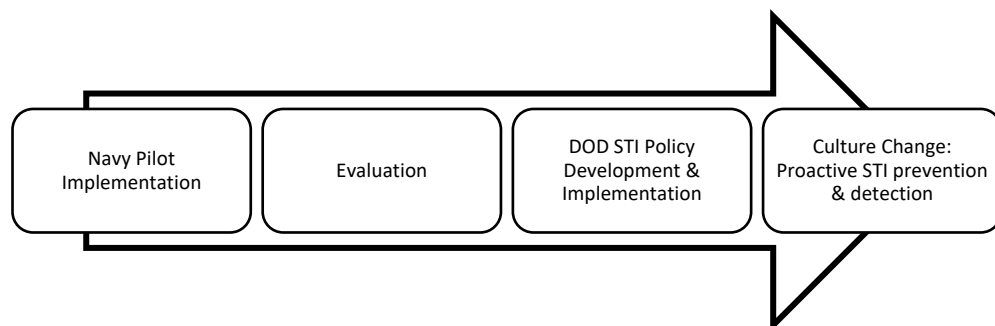 Navy Pilot
Implementation
Evaluation
DOD STI Policy
Development &
Implementation
Culture Change:
Proactive STI prevention
& detection